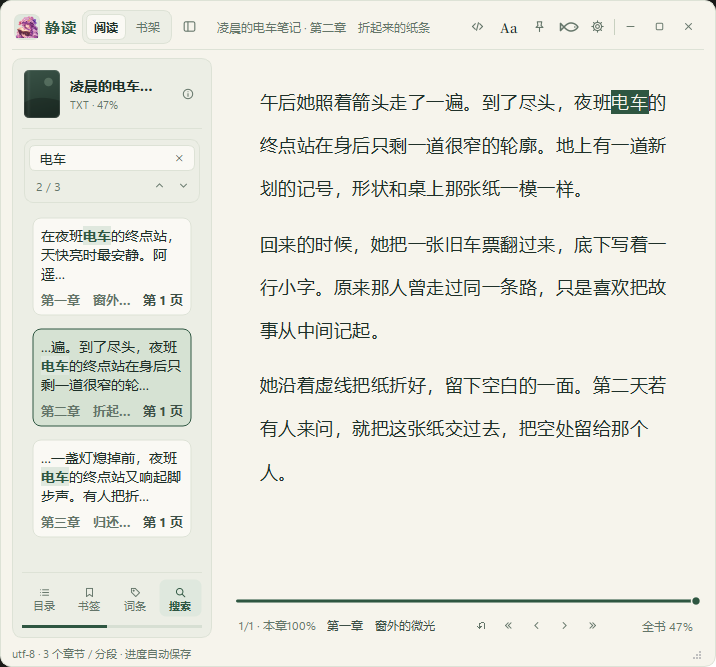 静读
阅读
书架
凌晨的电车笔记 · 第二章 折起来的纸条
Aa
凌晨的电车...
TXT · 47%
电车
2 / 3
在夜班电车的终点站，
天快亮时最安静。阿
遥...
第一章 窗外... 第 1 页
...遍。到了尽头，夜班
电车的终点站在身后只
剩一道很窄的轮...
第二章 折起... 第 1 页
...一盏灯熄掉前，夜班
电车的终点站又响起脚
步声。有人把折...
第三章 归还... 第 1 页
目录
书签
词条
搜索
午后她照着箭头走了一遍。到了尽头，夜班电车的
终点站在身后只剩一道很窄的轮廓。地上有一道新
划的记号，形状和桌上那张纸一模一样。
回来的时候，她把一张旧车票翻过来，底下写着一
行小字。原来那人曾走过同一条路，只是喜欢把故
事从中间记起。
她沿着虚线把纸折好，留下空白的一面。第二天若
有人来问，就把这张纸交过去，把空处留给那个
人。
1/1 · 本章100% 第一章 窗外的微光
全书 47%
utf-8 · 3 个章节 / 分段 · 进度自动保存